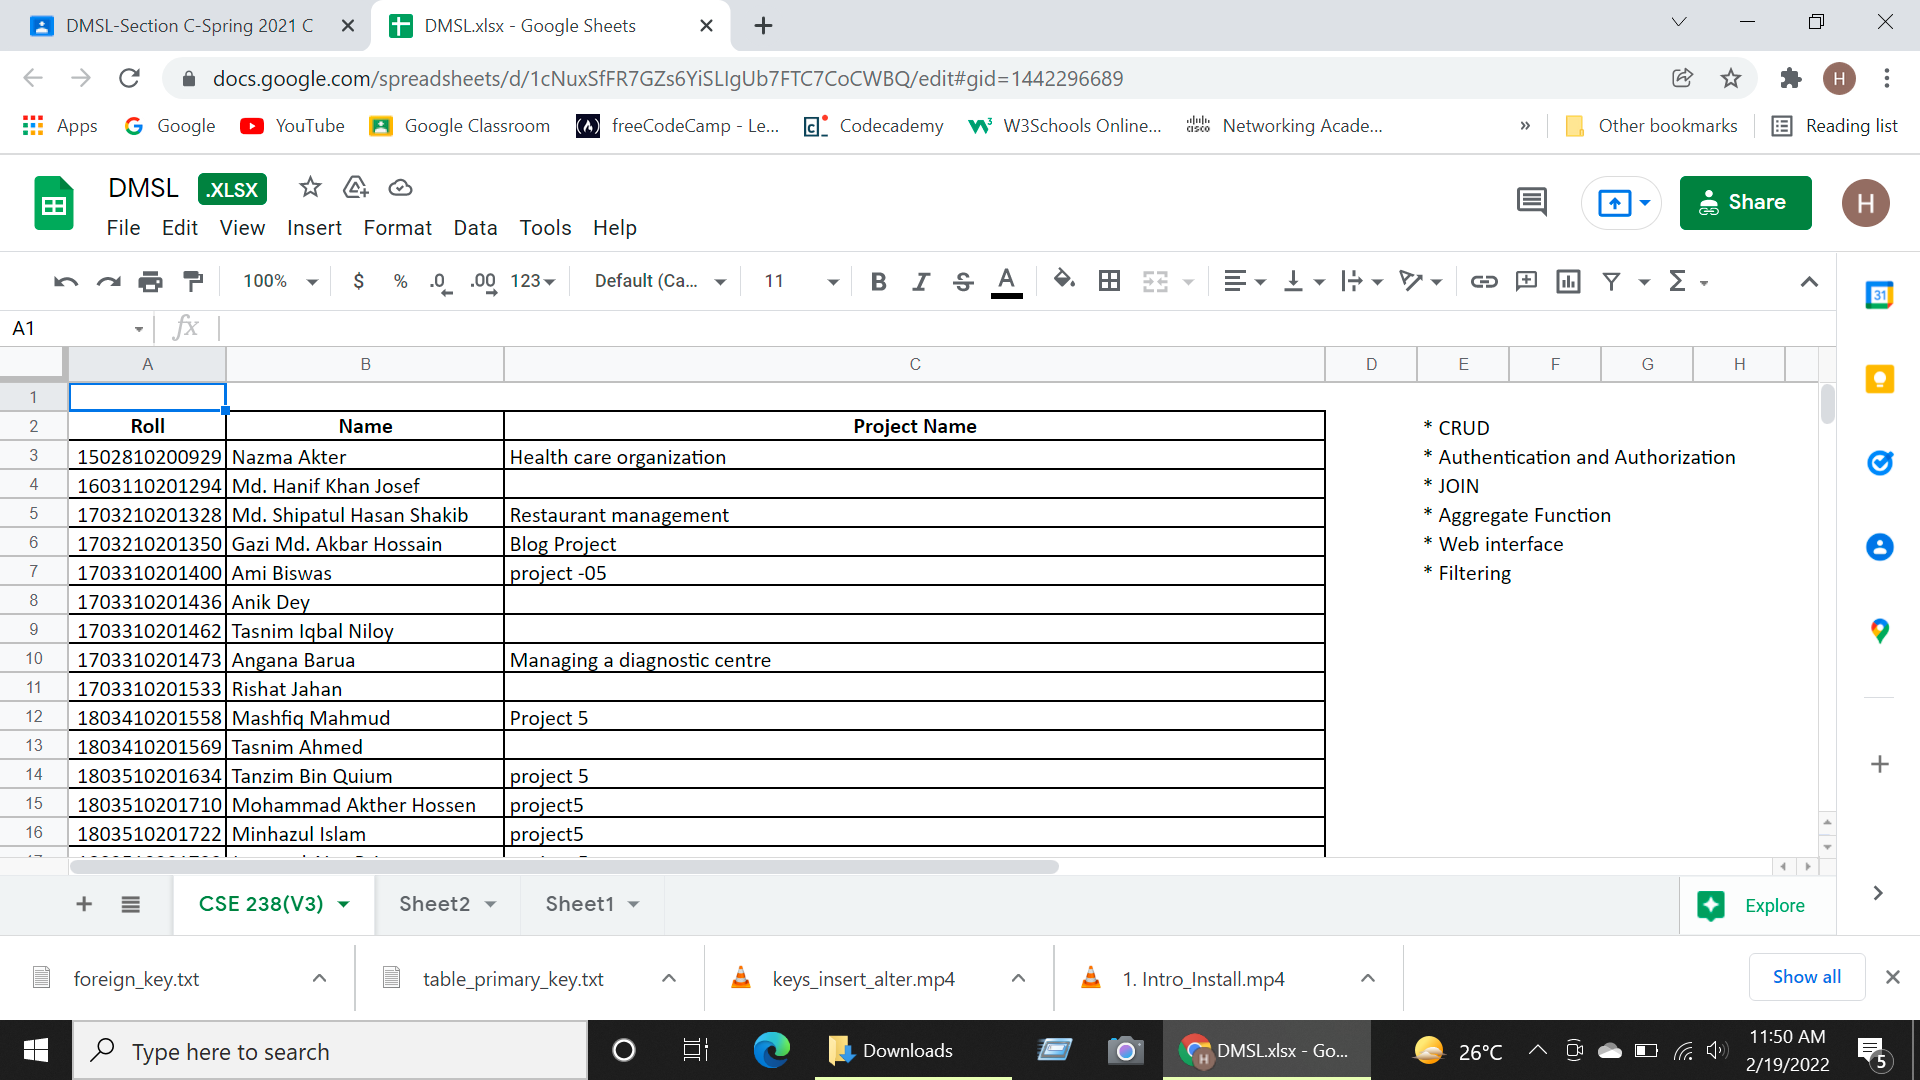 DMSL-Section C-Spring 2021 C
DMSL.xlsx - Google Sheets
docs.google.com/spreadsheets/d/1cNuxSfFR7GZs6YiSLIgUb7FTC7CoCWBQ/edit#gid=1442296689
H
Apps Google YouTube Google Classroom freeCodeCamp - Le... Codecademy W3Schools Online... Networking Acade... » Other bookmarks Reading list
DMSL .XLSX
File Edit View Insert Format Data Tools Help
Share
H
100% $ % .0 .00 123 Default (Ca... 11 B I S A Σ
31
A1 fx
A B C D E F G H
1
2 Roll Name Project Name * CRUD
3 1502810200929 Nazma Akter Health care organization * Authentication and Authorization
4 1603110201294 Md. Hanif Khan Josef * JOIN
5 1703210201328 Md. Shipatul Hasan Shakib Restaurant management * Aggregate Function
6 1703210201350 Gazi Md. Akbar Hossain Blog Project * Web interface
7 1703310201400 Ami Biswas project -05 * Filtering
8 1703310201436 Anik Dey
9 1703310201462 Tasnim Iqbal Niloy
10 1703310201473 Angana Barua Managing a diagnostic centre
11 1703310201533 Rishat Jahan
12 1803410201558 Mashfiq Mahmud Project 5
13 1803410201569 Tasnim Ahmed
14 1803510201634 Tanzim Bin Quium project 5
15 1803510201710 Mohammad Akther Hossen project5
16 1803510201722 Minhazul Islam project5
CSE 238(V3) Sheet2 Sheet1 Explore
foreign_key.txt table_primary_key.txt keys_insert_alter.mp4 1. Intro_Install.mp4 Show all
Type here to search
Downloads
H
DMSL.xlsx - Go...
26°C
11:50 AM
2/19/2022
5